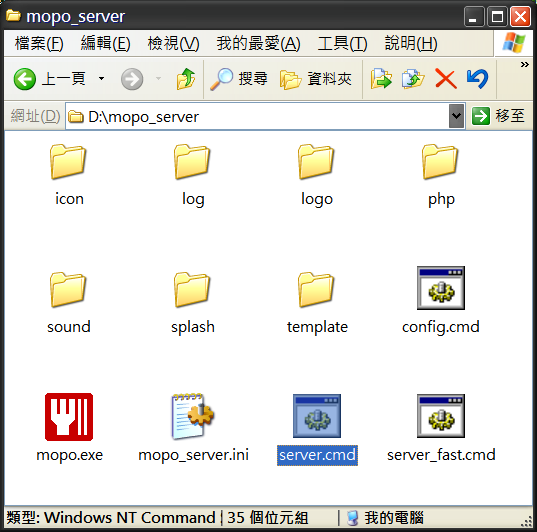 mopo_server
檔案(F) 編輯(E) 檢視(V) 我的最愛(A) 工具(T) 說明(H)
上一頁 搜尋 資料夾 »
網址(D) D:\mopo_server 移至
icon log logo php
sound splash template config.cmd
mopo.exe mopo_server.ini server.cmd server_fast.cmd
類型: Windows NT Command 35 個位元組 我的電腦